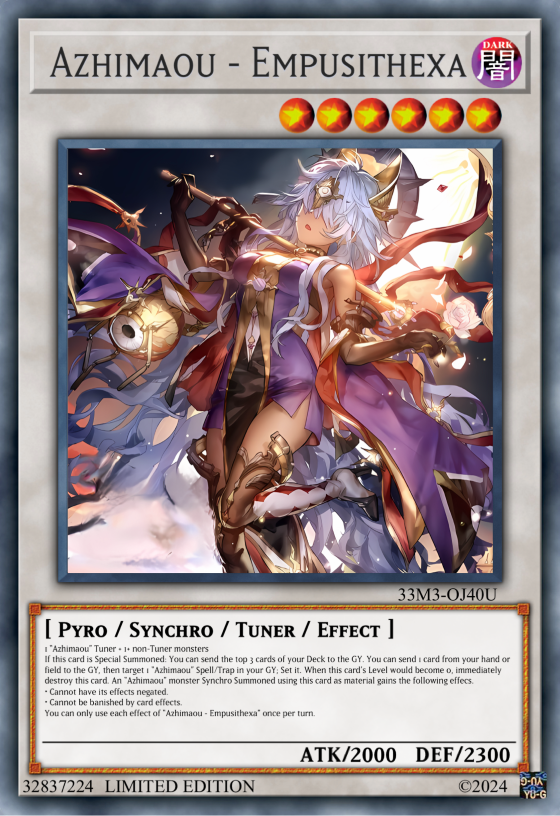 Azhimaou - Empusithexa
DARK
闇
33M3-OJ40U
[ Pyro / Synchro / Tuner / Effect ]
1 "Azhimaou" Tuner + 1+ non-Tuner monsters
If this card is Special Summoned: You can send the top 3 cards of your Deck to the GY. You can send 1 card from your hand or
field to the GY, then target 1 "Azhimaou" Spell/Trap in your GY; Set it. When this card's Level would become 0, immediately
destroy this card. An "Azhimaou" monster Synchro Summoned using this card as material gains the following effects.
• Cannot have its effects negated.
• Cannot be banished by card effects.
You can only use each effect of "Azhimaou - Empusithexa" once per turn.
ATK/2000 DEF/2300
32837224 LIMITED EDITION ©2024